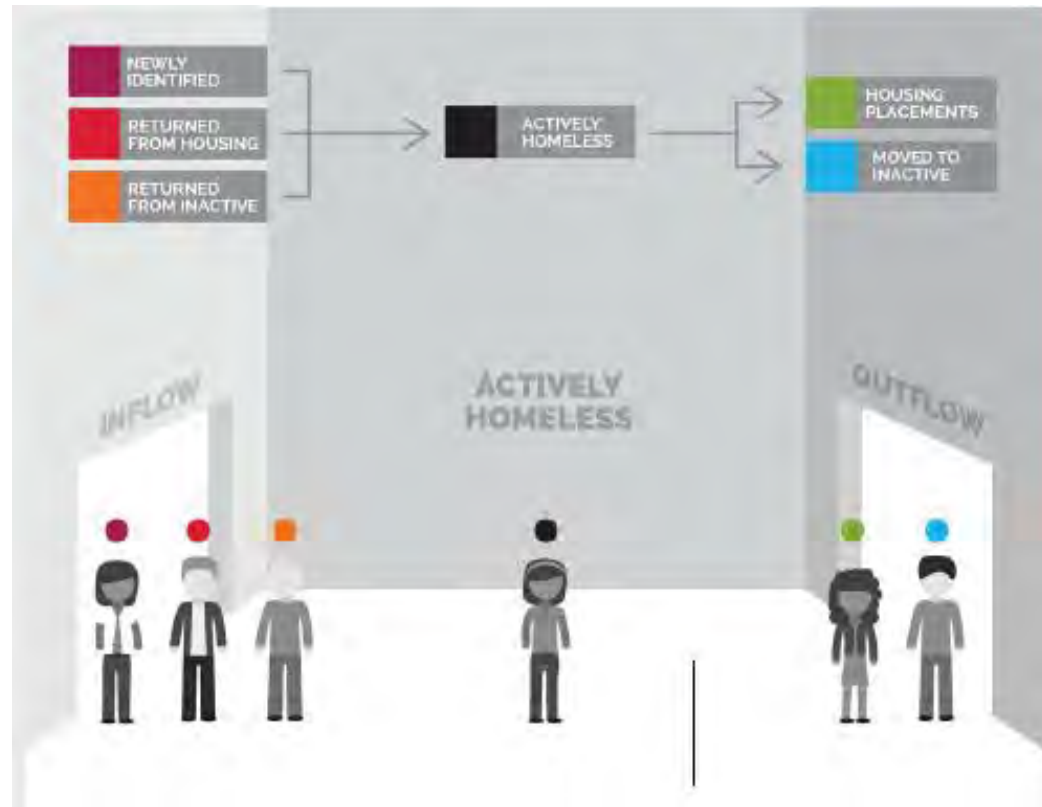 NEWLY
IDENTIFIED
RETURNED
FROM HOUSING
RETURNED
FROM INACTIVE
ACTIVELY
HOMELESS
HOUSING
PLACEMENTS
MOVED TO
INACTIVE
INFLOW
ACTIVELY
HOMELESS
OUTFLOW